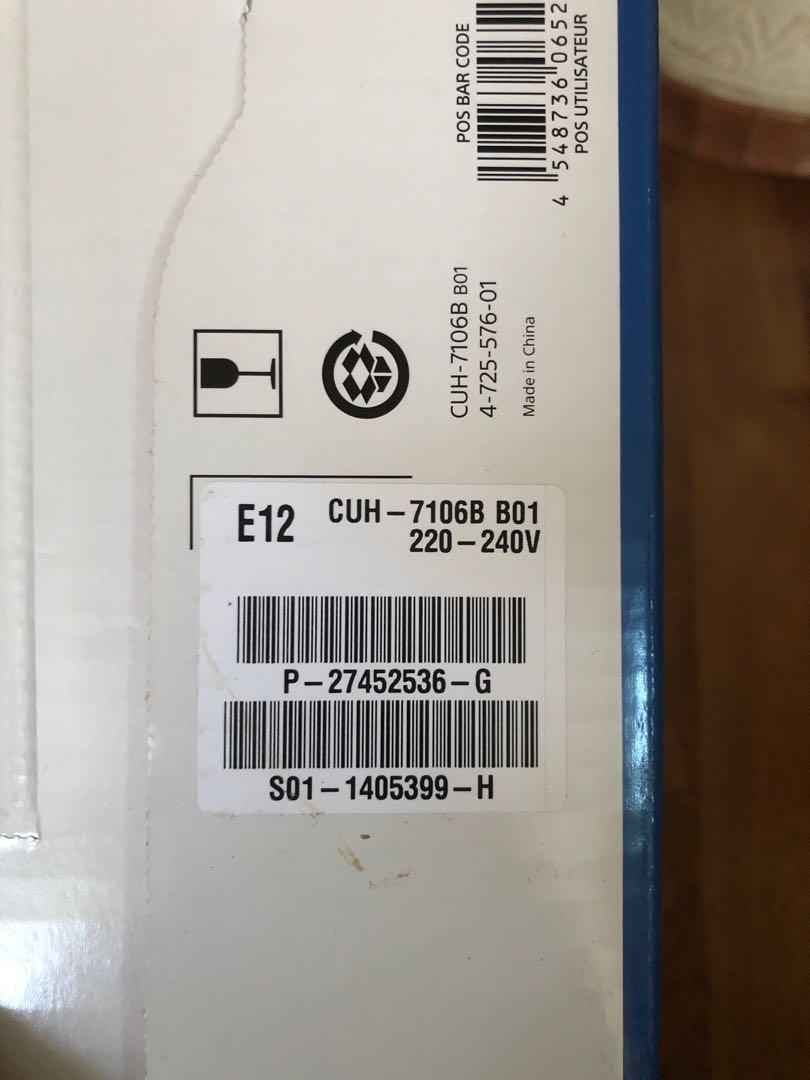 POS BAR CODE
4 548736 0652
POS UTILISATEUR
CUH-7106B B01
4-725-576-01
Made in China
E12
CUH-7106B B01
220-240V
P-27452536-G
S01-1405399-H